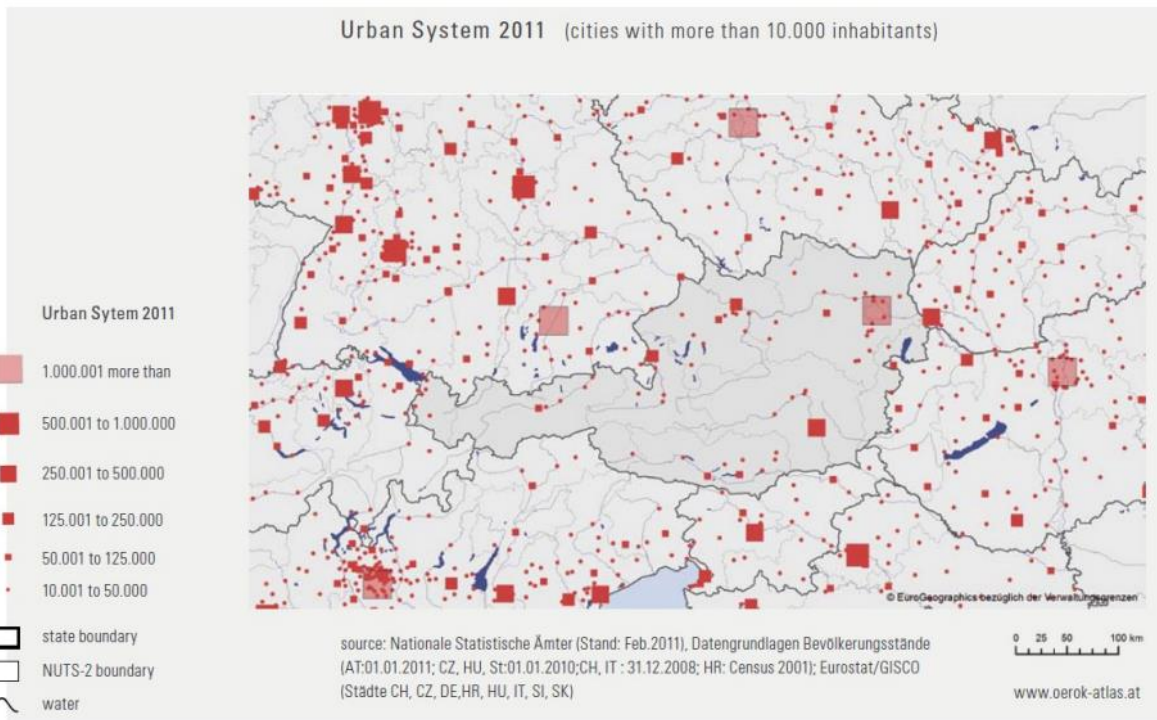 Urban System 2011 (cities with more than 10.000 inhabitants)
Urban Sytem 2011
1.000.001 more than
500.001 to 1.000.000
250.001 to 500.000
125.001 to 250.000
50.001 to 125.000
10.001 to 50.000
state boundary
NUTS-2 boundary
water
© EuroGeographics bezüglich der Verwaltungsgrenzen
source: Nationale Statistische Ämter (Stand: Feb.2011), Datengrundlagen Bevölkerungsstände
(AT:01.01.2011; CZ, HU, St:01.01.2010;CH, IT : 31.12.2008; HR: Census 2001); Eurostat/GISCO
(Städte CH, CZ, DE,HR, HU, IT, SI, SK)
0 25 50 100 km
www.oerok-atlas.at